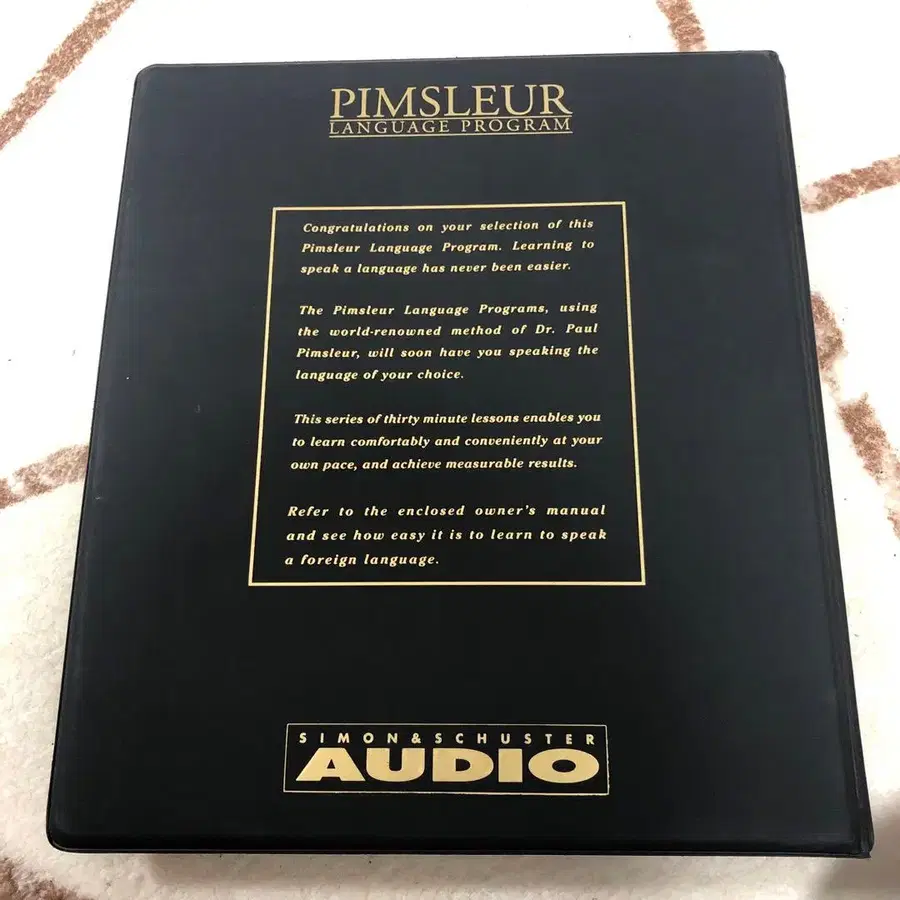 PIMSLEUR
LANGUAGE PROGRAM
Congratulations on your selection of this
Pimsleur Language Program. Learning to
speak a language has never been easier.
The Pimsleur Language Programs, using
the world-renowned method of Dr. Paul
Pimsleur, will soon have you speaking the
language of your choice.
This series of thirty minute lessons enables you
to learn comfortably and conveniently at your
own pace, and achieve measurable results.
Refer to the enclosed owner's manual
and see how easy it is to learn to speak
a foreign language.
SIMON & SCHUSTER
AUDIO